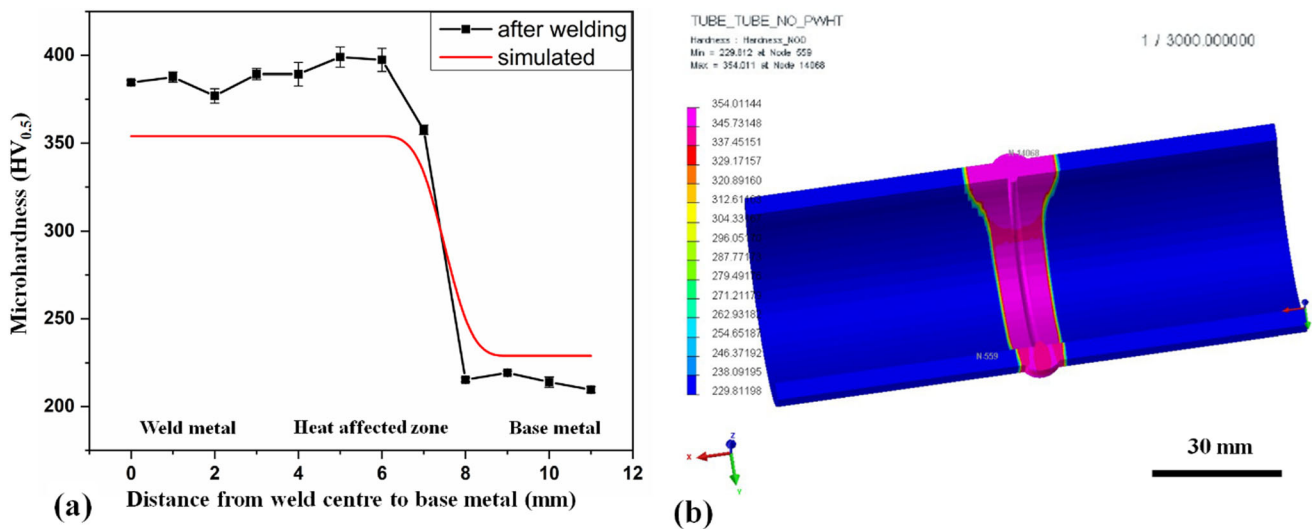 after welding
simulated
Microhardness (HV0.5)
400
350
300
250
200
Weld metal Heat affected zone Base metal
0 2 4 6 8 10 12
(a) Distance from weld centre to base metal (mm)
TUBE_TUBE_NO_PWHT
Hardness : Hardness_NOD
Min = 229.812 at Node 559
Max = 354.011 at Node 14068
1 / 3000.000000
354.01144
345.73148
337.45151
329.17157
320.89160
N 14068
296.05
287.77
279.49
271.2117
262.9318
254.65187
246.37192
238.09195
229.81198
N 559
X Z Y
30 mm
(b)